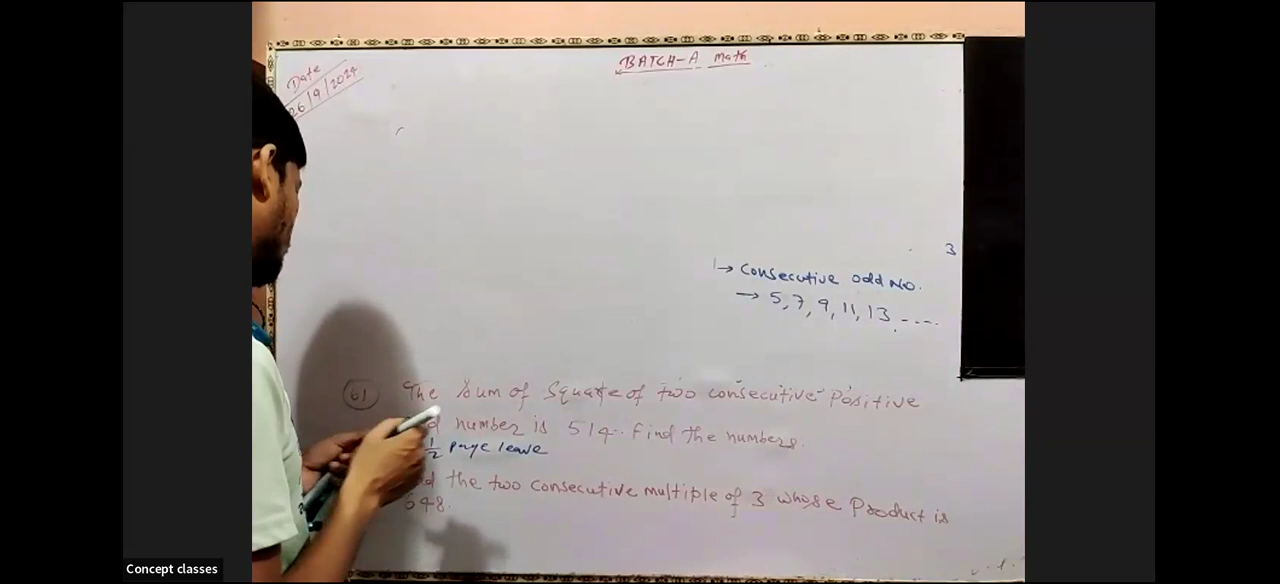 BATCH-A Math
Date
26/9/2024
3
→ Consecutive odd No.
→ 5, 7, 9, 11, 13, ----
61 The Sum of Square of two consecutive Positive
number is 514. Find the numbers.
1/2 page leave
the two consecutive multiple of 3 whose Product is
648.
Concept classes